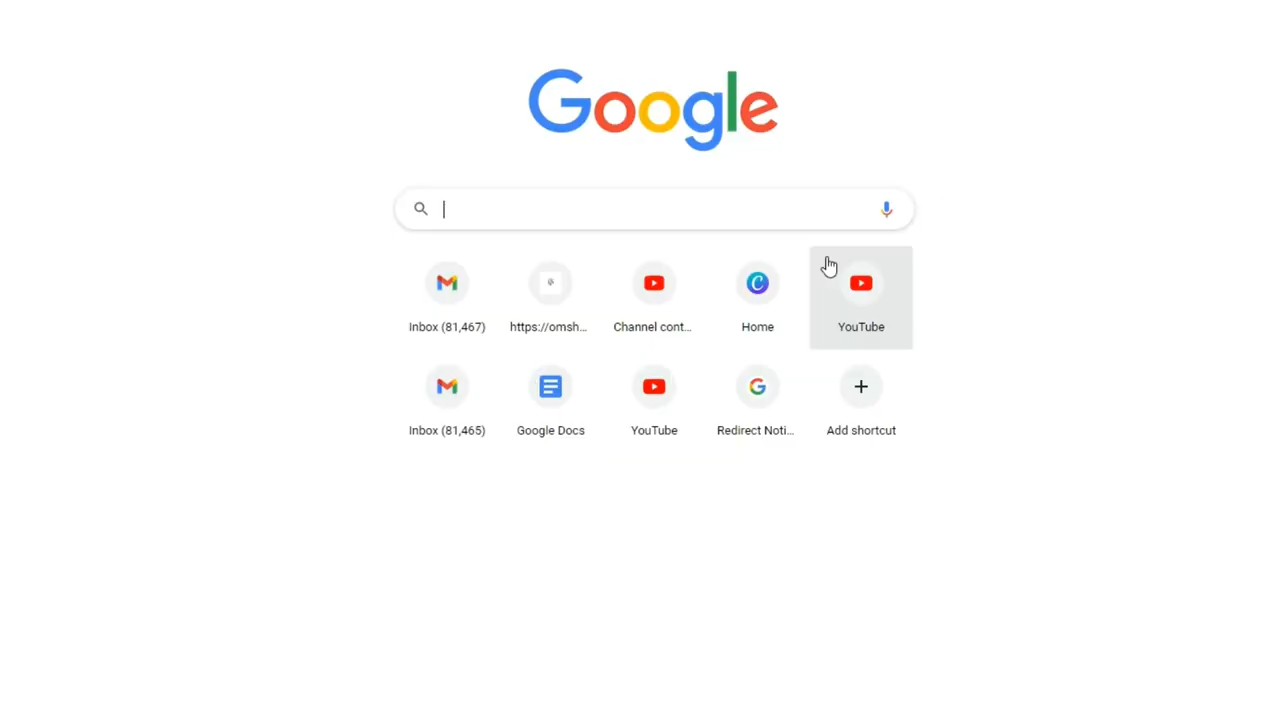 Google
Inbox (81,467)
https://omsh...
Channel cont...
Home
YouTube
Inbox (81,465)
Google Docs
YouTube
Redirect Noti...
Add shortcut